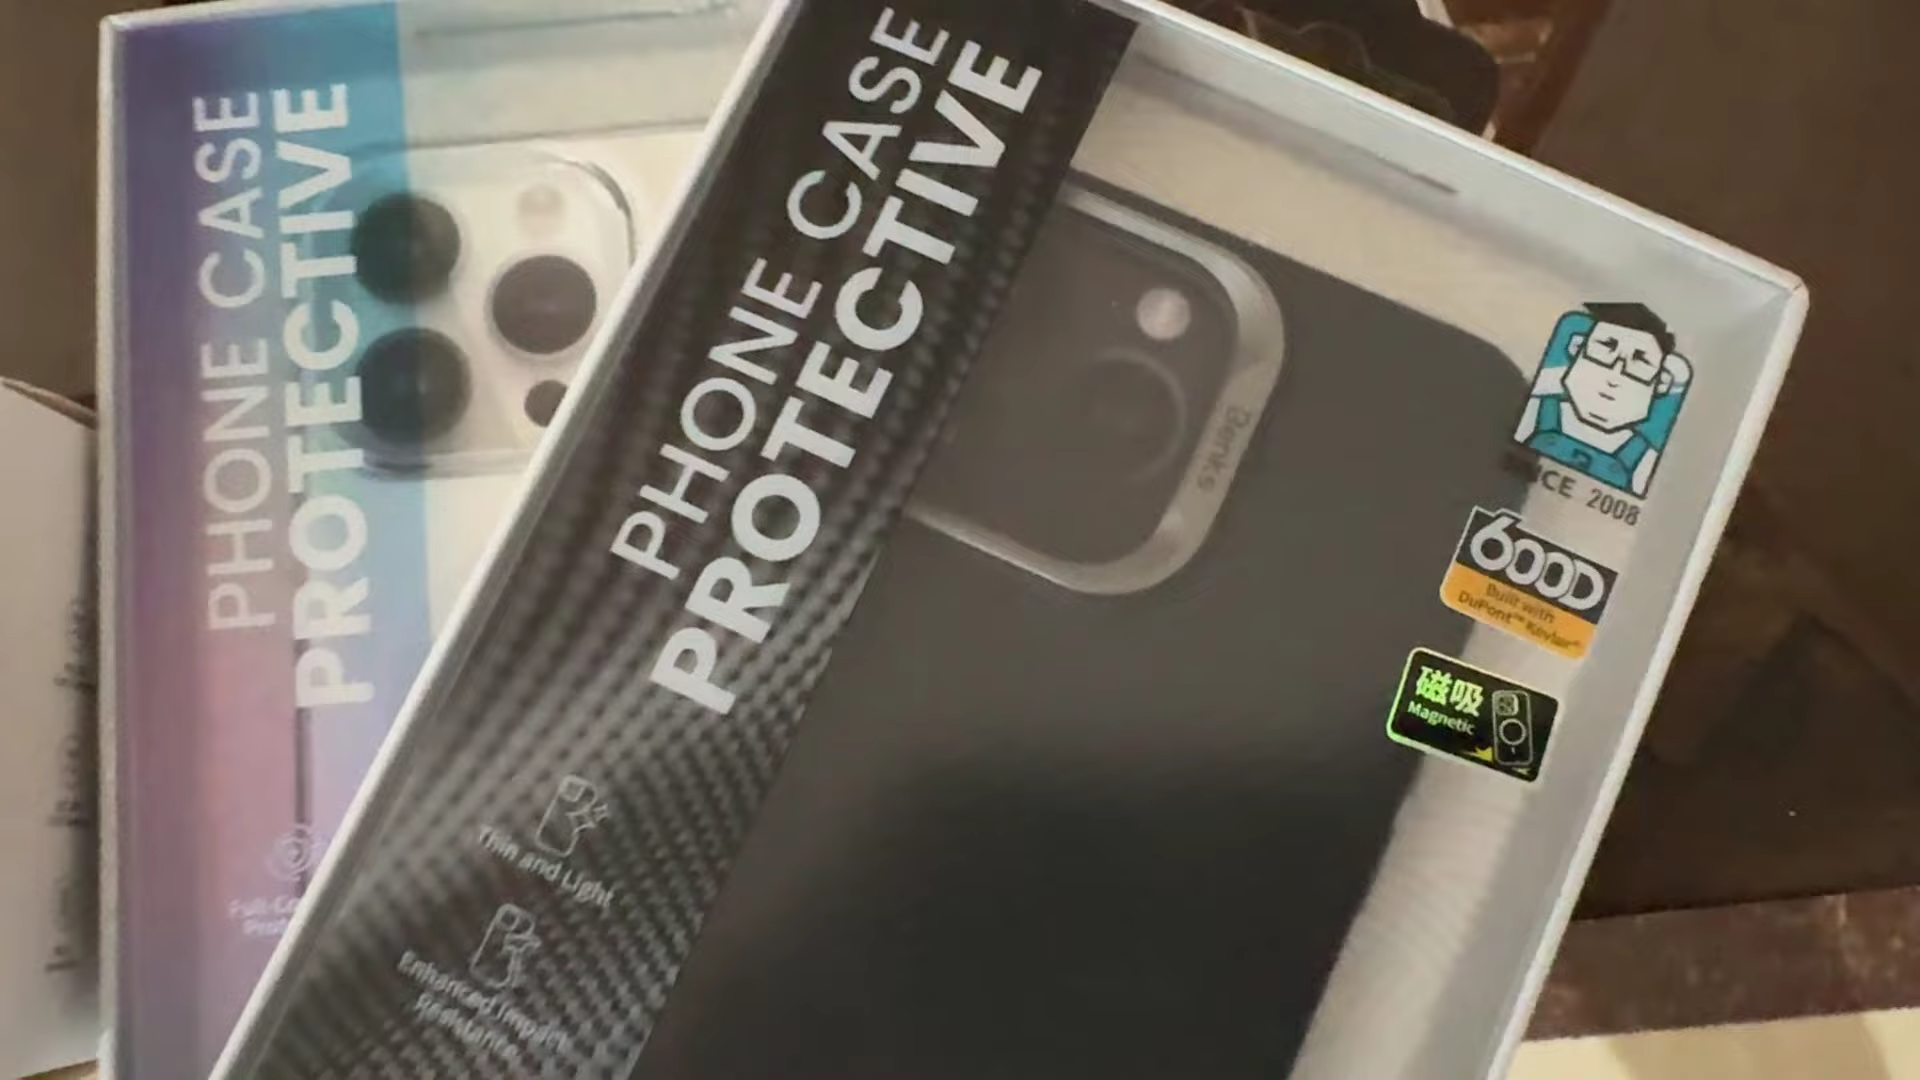 PHONE CASE
PROTECTIVE
PHONE CASE
PROTECTIVE
Benks
SINCE 2008
600D
Built with
DuPont™ Kevlar®
磁吸
Magnetic
Thin and Light
Enhanced Impact
Resistance